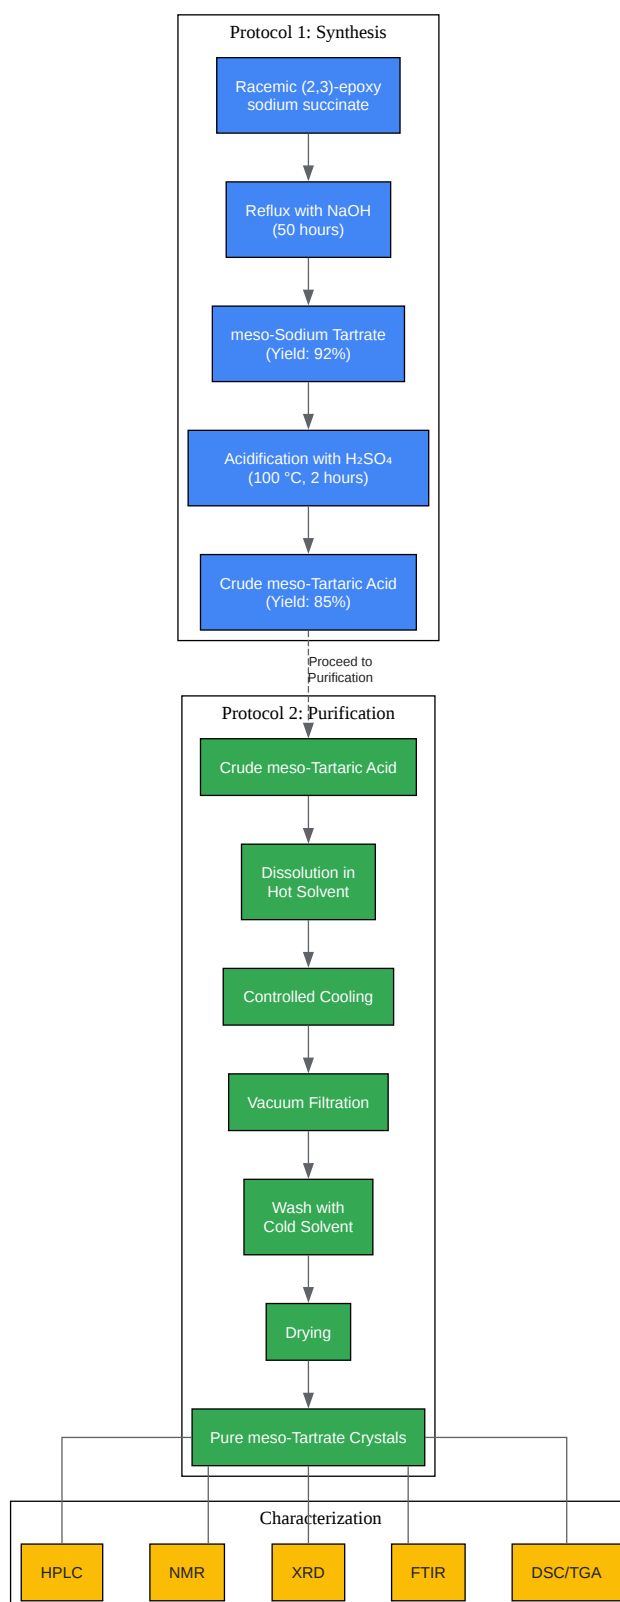 Protocol 1: Synthesis
Racemic (2,3)-epoxy
sodium succinate
Reflux with NaOH
(50 hours)
meso-Sodium Tartrate
(Yield: 92%)
Acidification with H₂SO₄
(100 °C, 2 hours)
Crude meso-Tartaric Acid
(Yield: 85%)
Proceed to
Purification
Protocol 2: Purification
Crude meso-Tartaric Acid
Dissolution in
Hot Solvent
Controlled Cooling
Vacuum Filtration
Wash with
Cold Solvent
Drying
Pure meso-Tartrate Crystals
Characterization
HPLC
NMR
XRD
FTIR
DSC/TGA